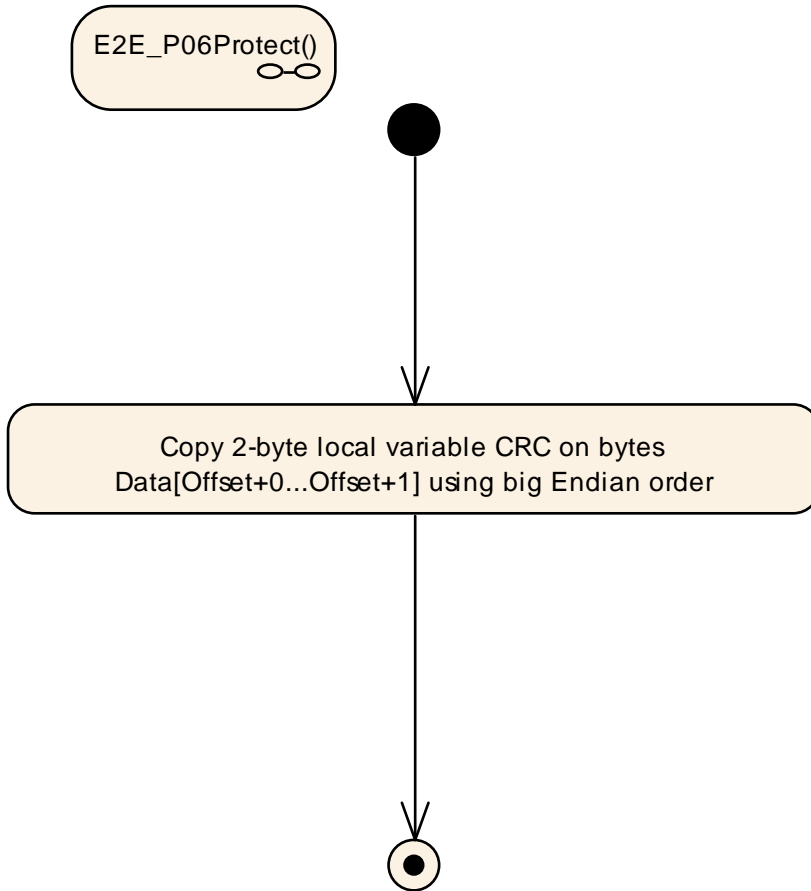 E2E_P06Protect()
Copy 2-byte local variable CRC on bytes
Data[Offset+0...Offset+1] using big Endian order